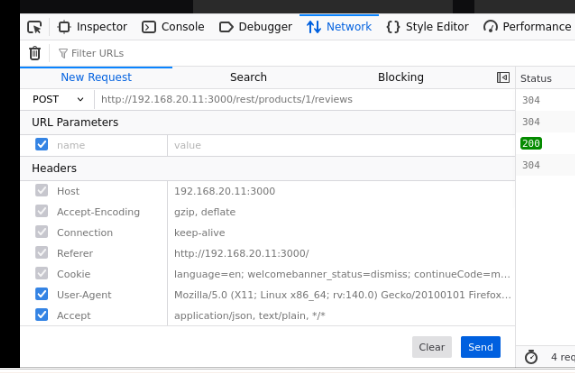 Inspector Console Debugger Network {} Style Editor Performance
Filter URLs
New Request Search Blocking Status
POST http://192.168.20.11:3000/rest/products/1/reviews 304
URL Parameters 304
name value 200
Headers 304
Host 192.168.20.11:3000
Accept-Encoding gzip, deflate
Connection keep-alive
Referer http://192.168.20.11:3000/
Cookie language=en; welcomebanner_status=dismiss; continueCode=m...
User-Agent Mozilla/5.0 (X11; Linux x86_64; rv:140.0) Gecko/20100101 Firefox...
Accept application/json, text/plain, */*
Clear Send
4 req